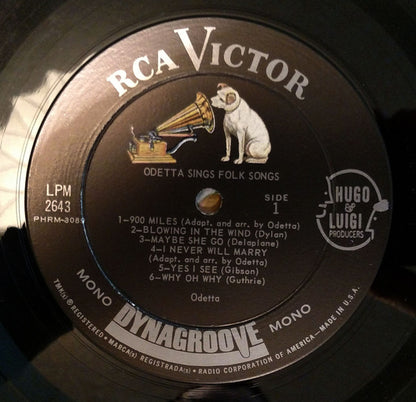 RCA VICTOR
ODETTA SINGS FOLK SONGS
LPM
2643
PHRM-3089
SIDE
1
HUGO
&
LUIGI
PRODUCERS
1—900 MILES (Adapt. and arr. by Odetta)
2—BLOWING IN THE WIND (Dylan)
3—MAYBE SHE GO (Delaplane)
4—I NEVER WILL MARRY
(Adapt. and arr. by Odetta)
5—YES I SEE (Gibson)
6—WHY OH WHY (Guthrie)
Odetta
MONO DYNAGROOVE MONO
TMK(s) ® REGISTERED • MARCA(s) REGISTRADA(s) • RADIO CORPORATION OF AMERICA—MADE IN U.S.A.